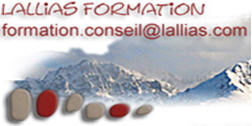 LALLiAS FORMATION
formation.conseil@lallias.com